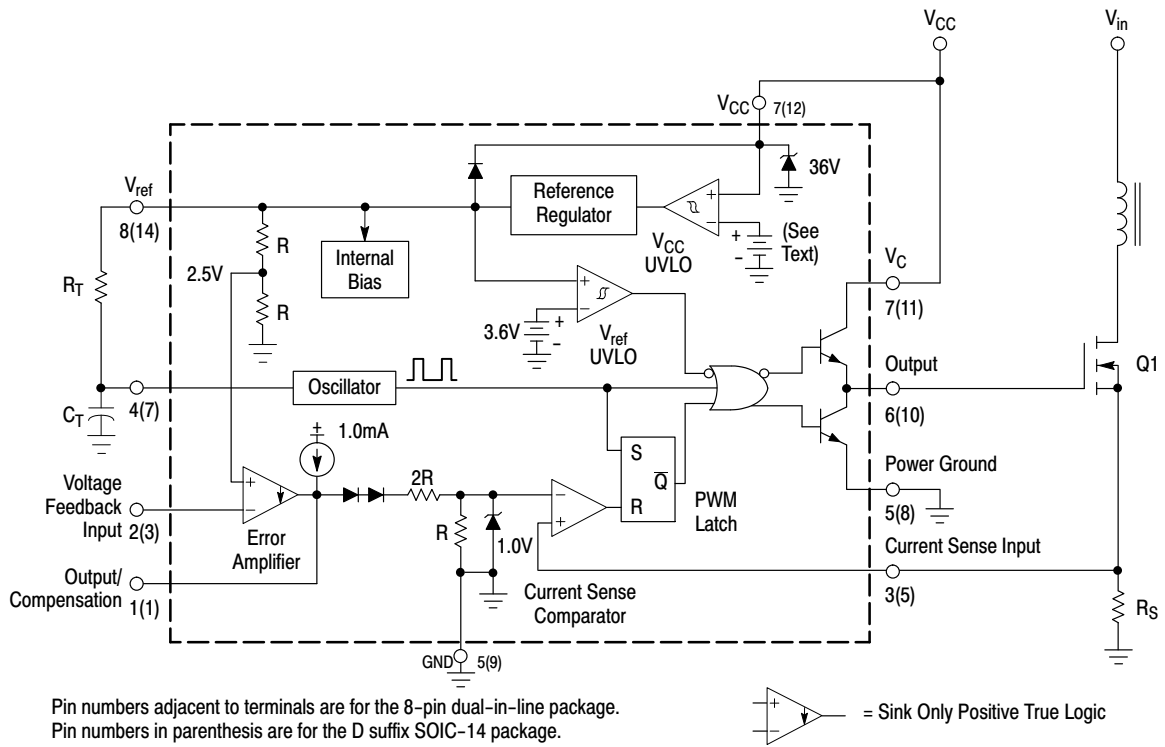 VCC
Vin
VCC 7(12)
Vref
8(14)
36V
Reference
Regulator
+
−
VCC
UVLO
+
−
(See
Text)
R
Internal
Bias
2.5V
R
RT
+
−
3.6V
+
−
Vref
UVLO
VC
7(11)
Q1
Oscillator
Output
6(10)
4(7)
CT
1.0mA
S
Q
R
PWM
Latch
Voltage
Feedback
Input
2(3)
+
−
Error
Amplifier
2R
R
1.0V
−
+
Current Sense
Comparator
Power Ground
5(8)
Current Sense Input
3(5)
RS
Output/
Compensation
1(1)
GND 5(9)
Pin numbers adjacent to terminals are for the 8−pin dual−in−line package.
Pin numbers in parenthesis are for the D suffix SOIC−14 package.
+
−
= Sink Only Positive True Logic